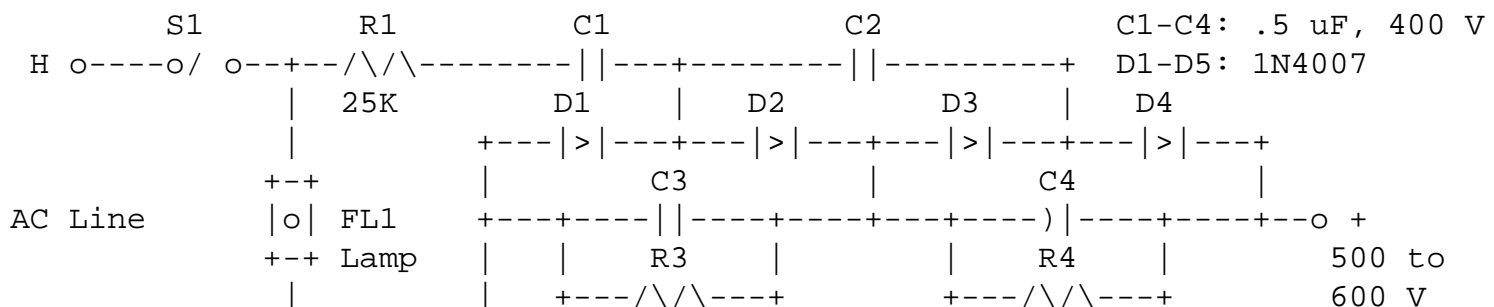 S1          R1            C1                C2               C1-C4: .5 uF, 400 V
 H o----o/ o--+--/\/\---------||---+--------||---------+  D1-D5: 1N4007
              |  25K          D1   |    D2        D3   |    D4
              |          +---|>|---+---|>|---+---|>|---+---|>|---+
            +-+          |        C3         |        C4         |
AC Line     |o| FL1      +---+----||----+----+---+----)|----+----+--o +
            +-+ Lamp     |   |    R3    |        |    R4    |       500 to
              |          |   +---/\/\---+        +---/\/\---+       600 V